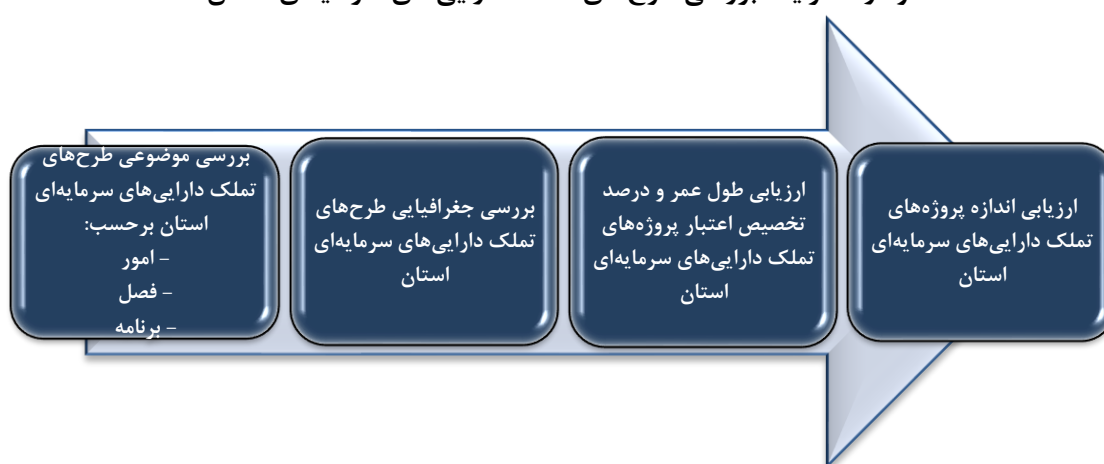 بررسی موضوعی طرح‌های
تملک دارایی‌های سرمایه‌ای
استان برحسب:
- امور
- فصل
- برنامه
بررسی جغرافیایی طرح‌های
تملک دارایی‌های سرمایه‌ای
استان
ارزیابی طول عمر و درصد
تخصیص اعتبار پروژه‌های
تملک دارایی‌های سرمایه‌ای
استان
ارزیابی اندازه پروژه‌های
تملک دارایی‌های سرمایه‌ای
استان